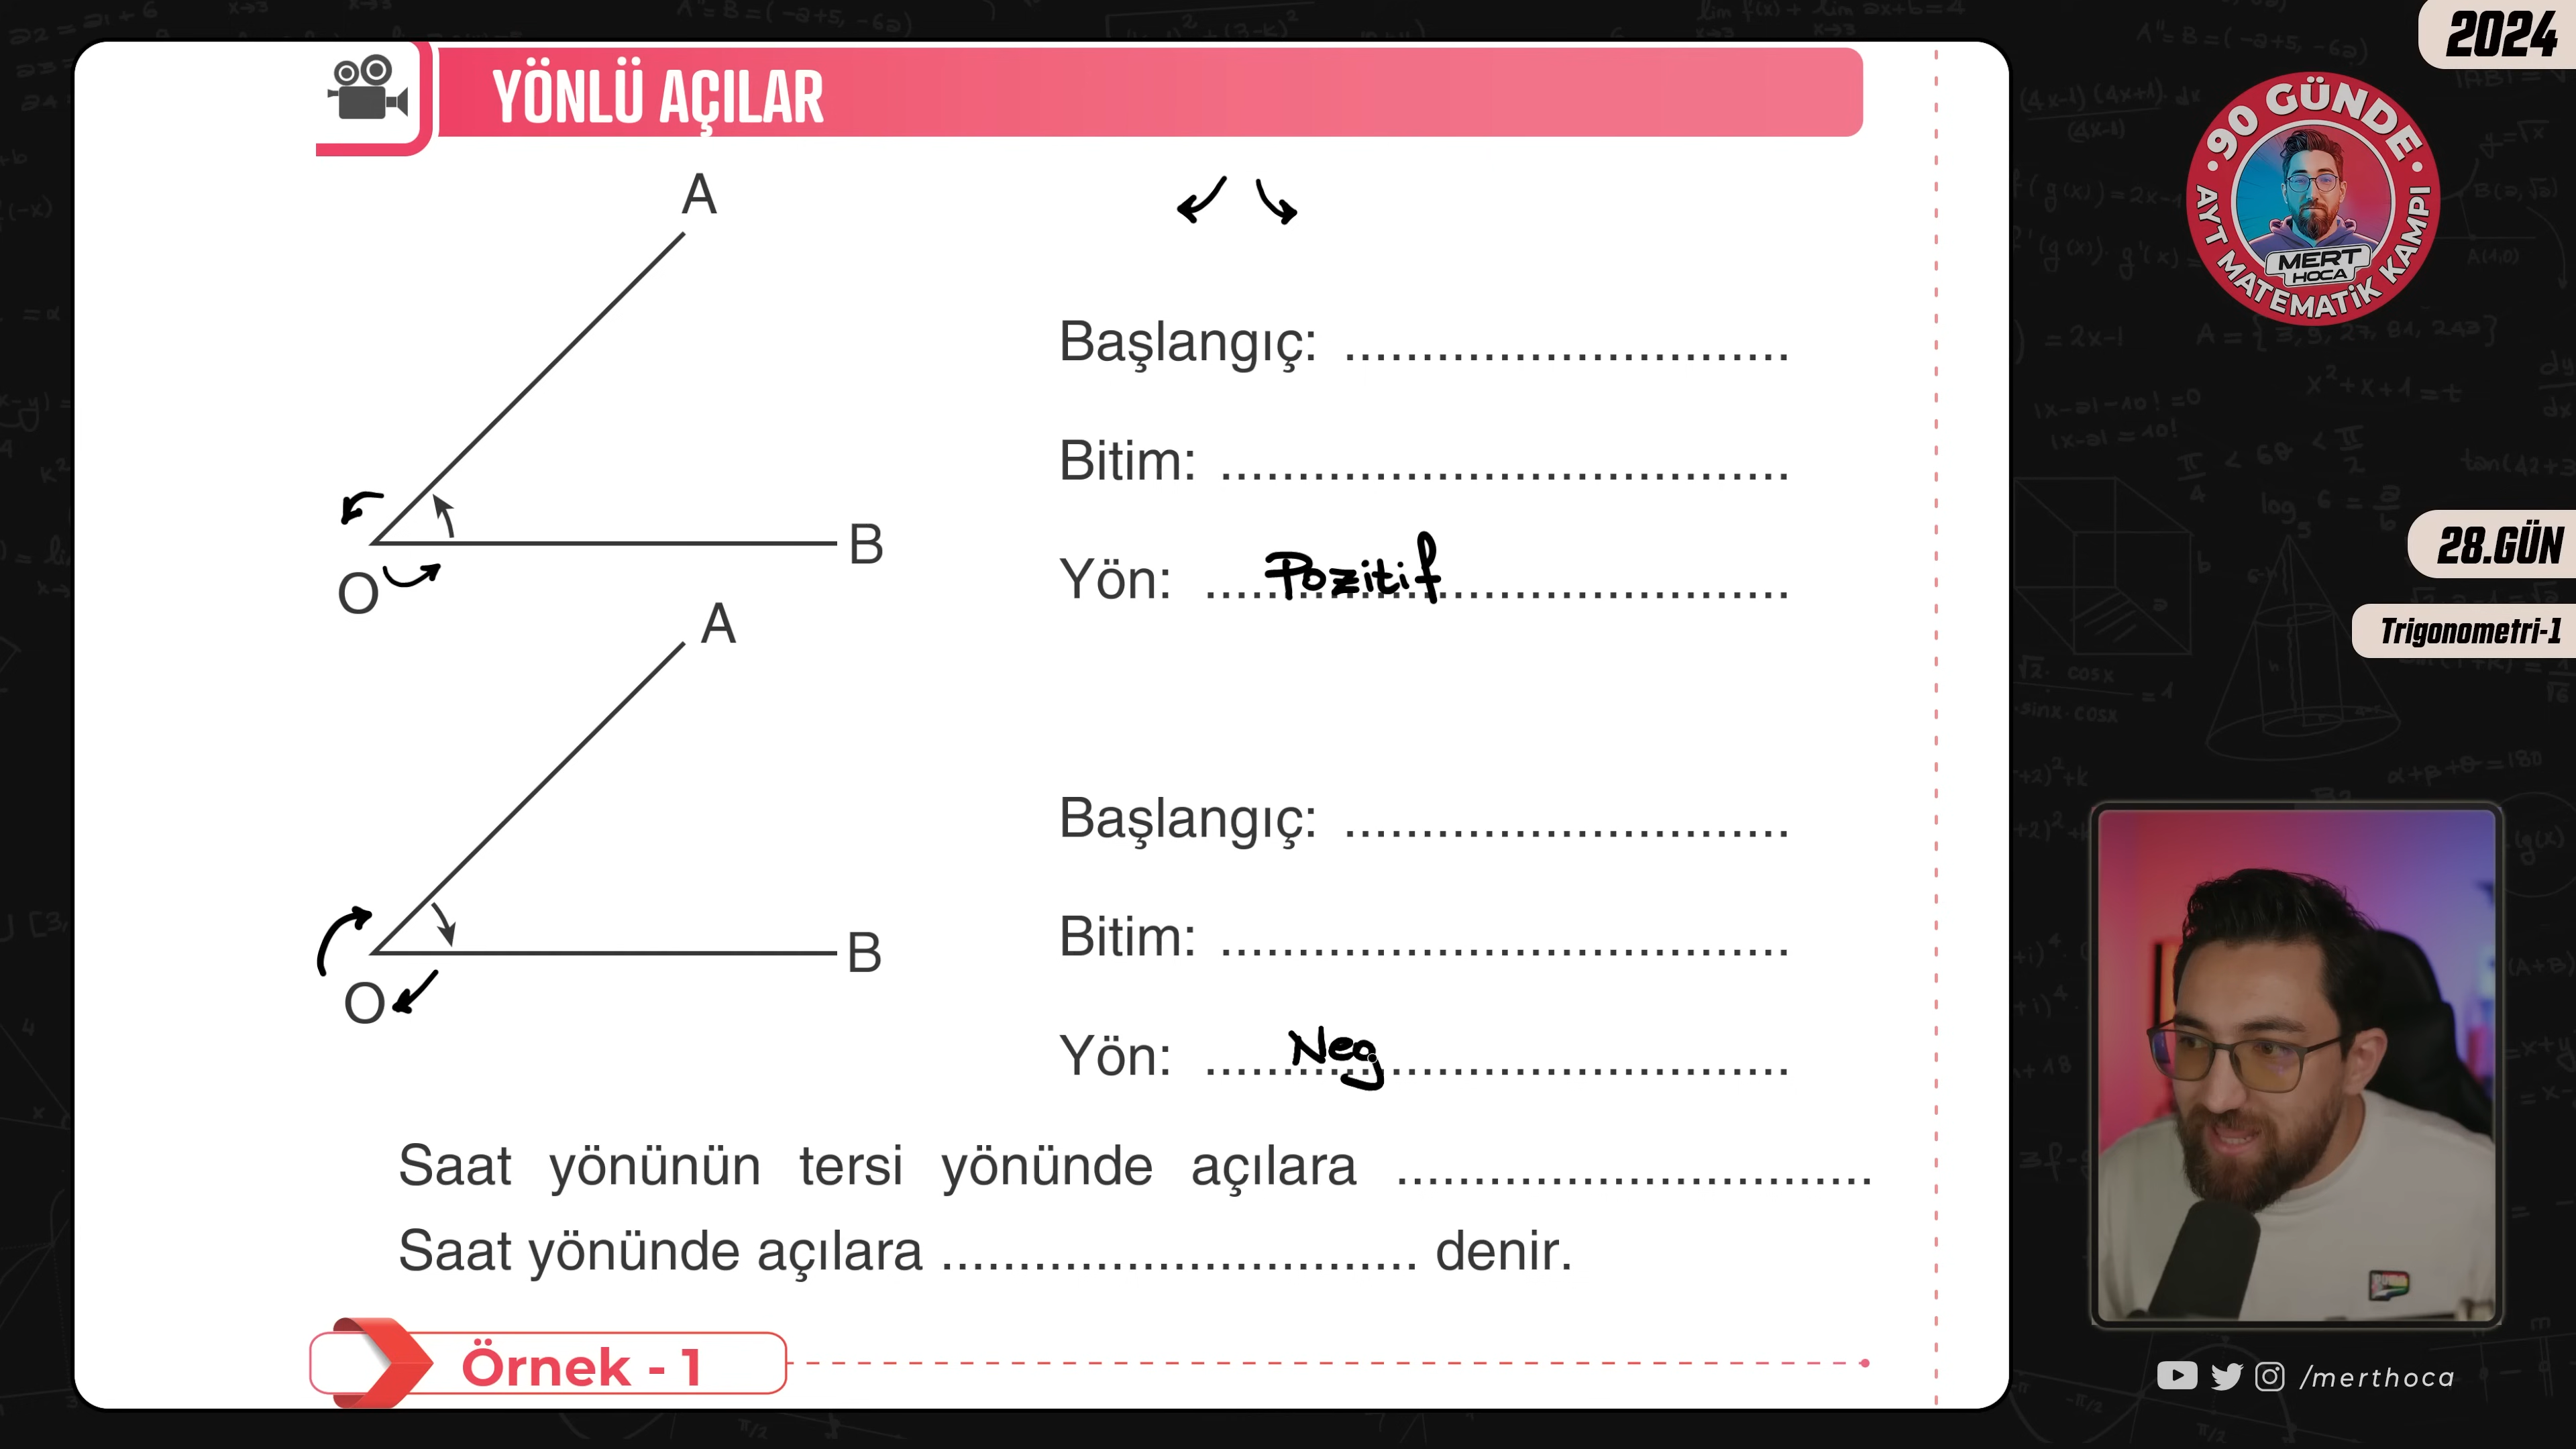 2024
YÖNLÜ AÇILAR
90 GÜNDE
AYT MATEMATİK KAMPI
MERT
HOCA
A
Başlangıç: ............................
Bitim: ....................................
B
O
Yön: ....Pozitif......................
28.GÜN
Trigonometri-1
A
Başlangıç: ............................
Bitim: ....................................
B
O
Yön: .....Neg..........................
Saat yönünün tersi yönünde açılara ..............................
Saat yönünde açılara .............................. denir.
Örnek - 1
/merthoca